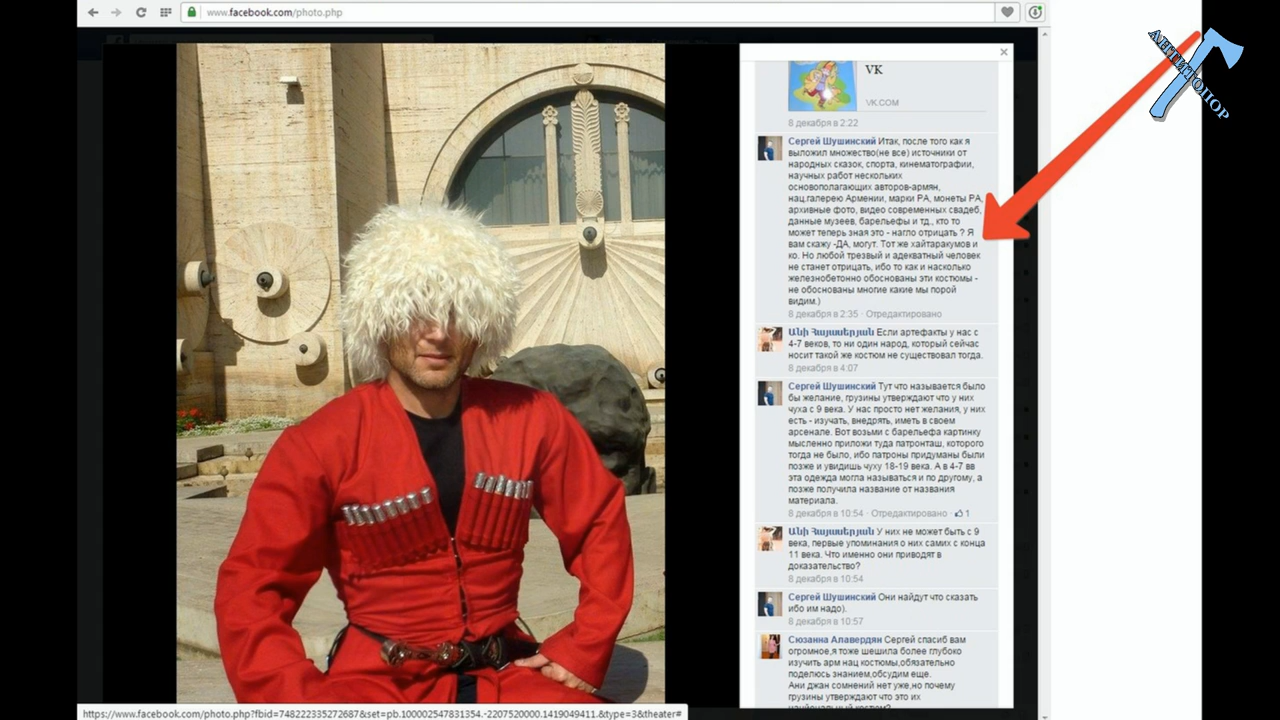 www.facebook.com/photo.php
АНТИТОПОР
VK
VK.COM
8 декабря в 2:22
Сергей Шушинский Итак, после того как я
выложил множество(не все) источники от
народных сказок, спорта, кинематографии,
научных работ нескольких
основополагающих авторов-армян,
нац.галерею Армении, марки РА, монеты РА,
архивные фото, видео современных свадеб,
данные музеев, барельефы и тд., кто то
может теперь зная это - нагло отрицать ? Я
вам скажу -ДА, могут. Тот же хайтаракумов и
ко. Но любой трезвый и адекватный человек
не станет отрицать, ибо то как и насколько
железнобетонно обоснованы эти костюмы -
не обоснованы многие какие мы порой
видим.)
8 декабря в 2:35 · Отредактировано
Անի Հայասերյան Если артефакты у нас с
4-7 веков, то ни один народ, который сейчас
носит такой же костюм не существовал тогда.
8 декабря в 4:07
Сергей Шушинский Тут что называется было
бы желание, грузины утверждают что у них
чуха с 9 века. У нас просто нет желания, у них
есть - изучать, внедрять, иметь в своем
арсенале. Вот возьми с барельефа картинку
мысленно приложи туда патронташ, которого
тогда не было, ибо патроны придуманы были
позже и увидишь чуху 18-19 века. А в 4-7 вв
эта одежда могла называться и по другому, а
позже получила название от названия
материала.
8 декабря в 10:54 · Отредактировано · 1
Անի Հայասերյան У них не может быть с 9
века, первые упоминания о них самих с конца
11 века. Что именно они приводят в
доказательство?
8 декабря в 10:54
Сергей Шушинский Они найдут что сказать
ибо им надо).
8 декабря в 10:57
Сюзанна Алавердян Сергей спасиб вам
огромное,я тоже шешила более глубоко
изучить арм нац костюмы,обязательно
поделюсь знанием,обсудим еще.
Ани джан сомнений нет уже,но почему
грузины утверждают что это их
национальный костюм?
https://www.facebook.com/photo.php?fbid=748222335272687&set=pb.100002547831354.-2207520000.1419049411.&type=3&theater#